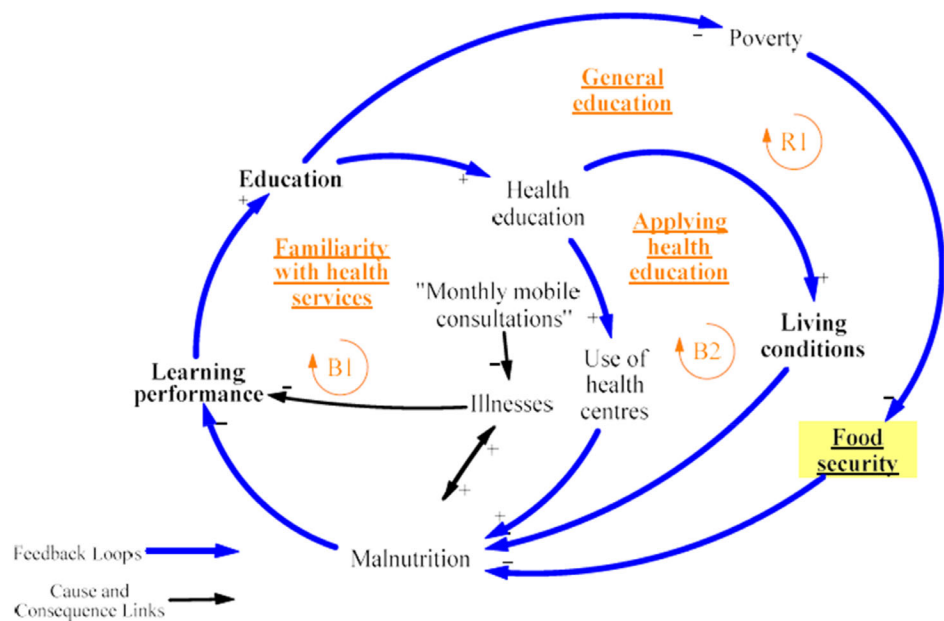 Poverty
General
education
R1
Education
Health
education
Applying
health
education
Familiarity
with health
services
"Monthly mobile
consultations"
Living
conditions
B1
B2
Learning
performance
Illnesses
Use of
health
centres
Food
security
Malnutrition
Feedback Loops
Cause and
Consequence Links
−
+
+
+
+
+
−
−
−
−
+
+
+
−
−